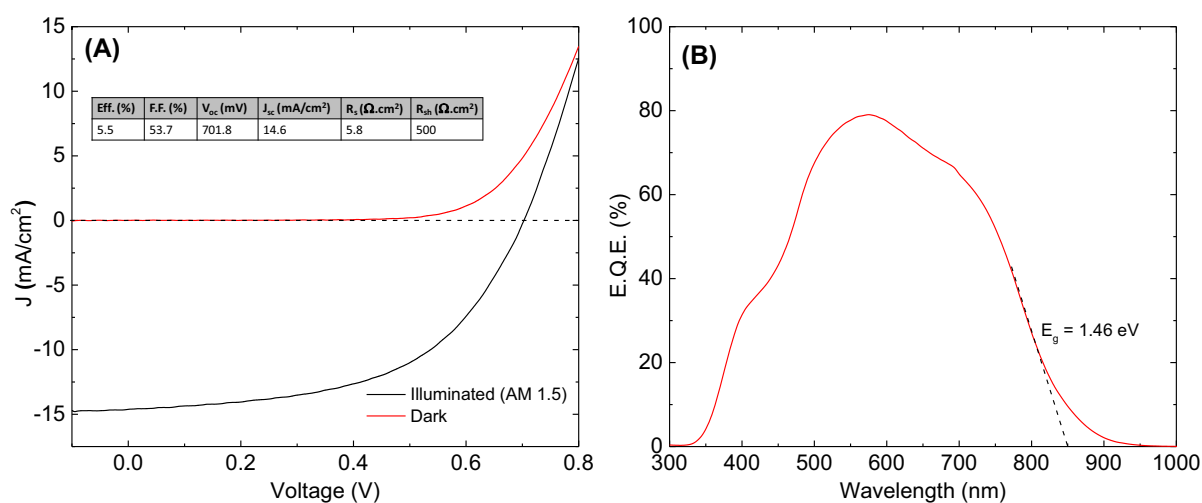 (A)
15
10
5
0
-5
-10
-15
J (mA/cm²)
Eff. (%) F.F. (%) Voc (mV) Jsc (mA/cm²) Rs (Ω.cm²) Rsh (Ω.cm²)
5.5 53.7 701.8 14.6 5.8 500
Illuminated (AM 1.5)
Dark
0.0 0.2 0.4 0.6 0.8
Voltage (V)
(B)
100
80
60
40
20
0
E.Q.E. (%)
Eg = 1.46 eV
300 400 500 600 700 800 900 1000
Wavelength (nm)